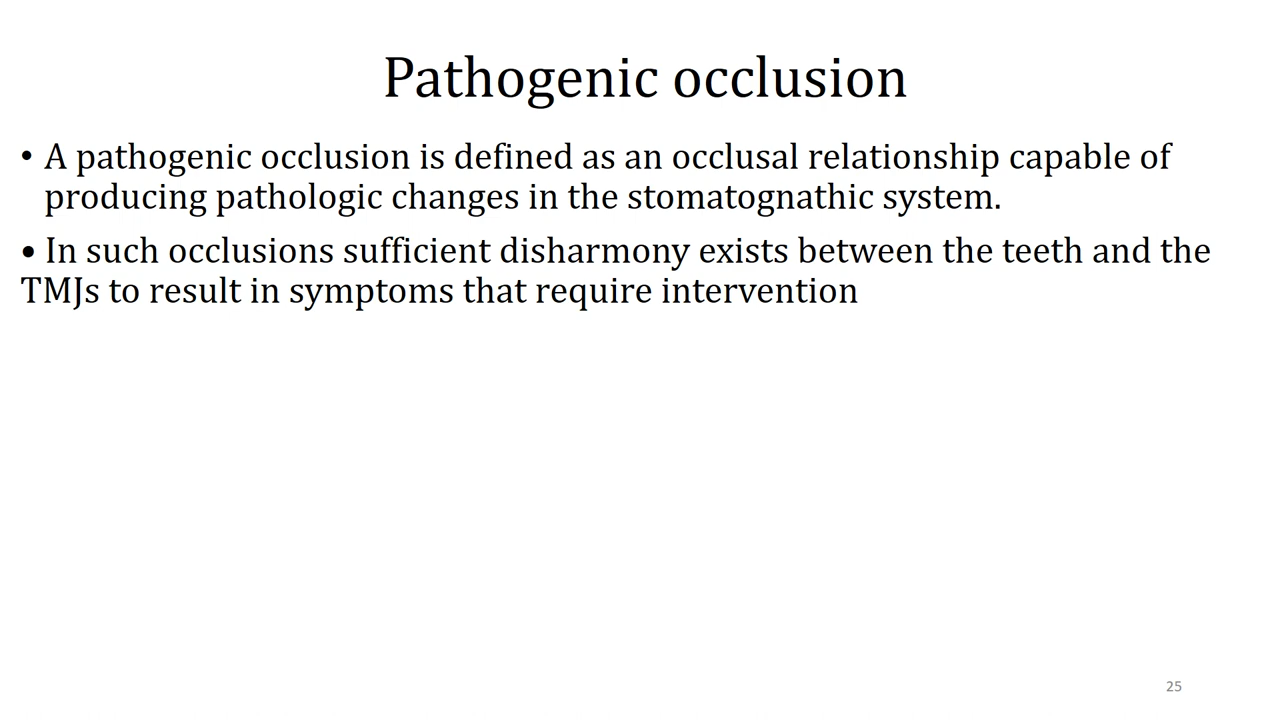 Pathogenic occlusion
• A pathogenic occlusion is defined as an occlusal relationship capable of
producing pathologic changes in the stomatognathic system.
• In such occlusions sufficient disharmony exists between the teeth and the
TMJs to result in symptoms that require intervention
25